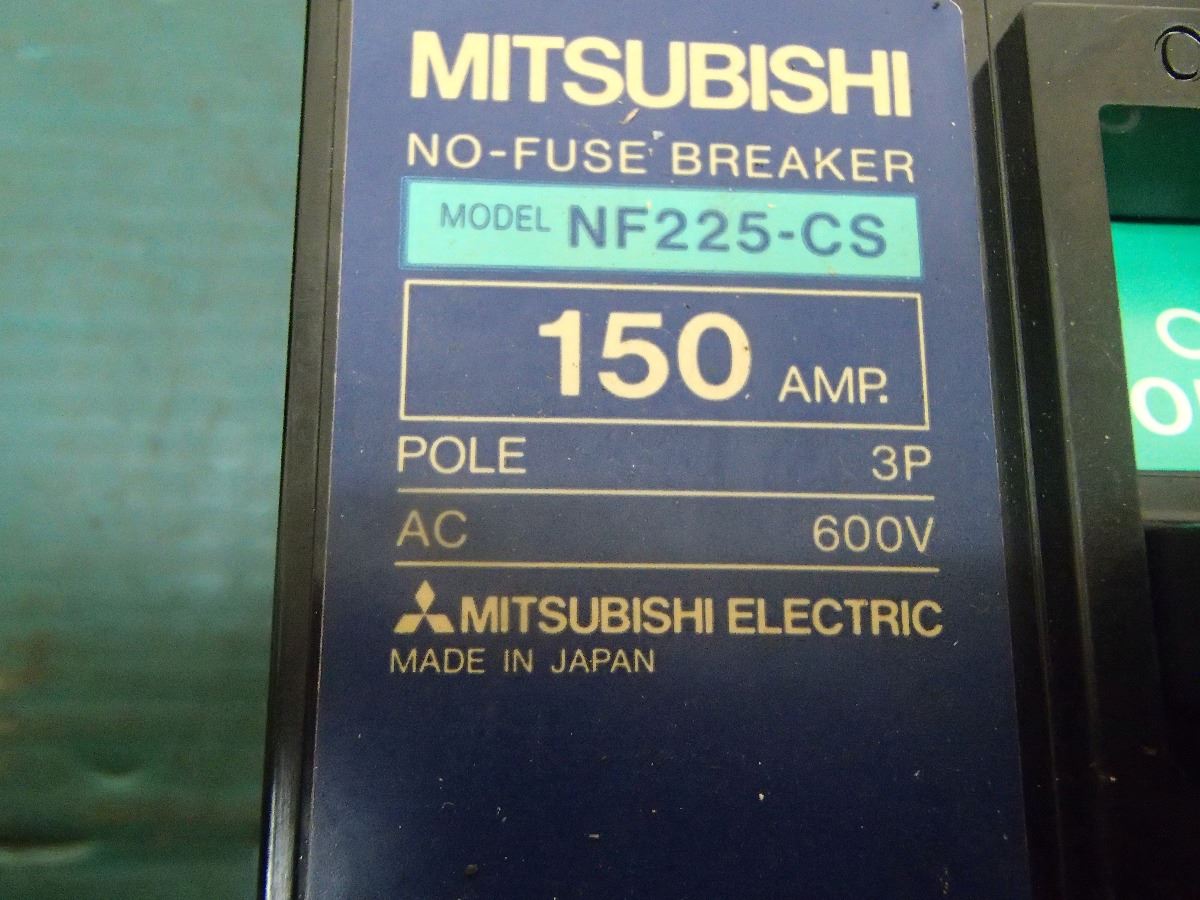 MITSUBISHI
NO-FUSE BREAKER
MODEL NF225-CS
150 AMP.
POLE 3P
AC 600V
MITSUBISHI ELECTRIC
MADE IN JAPAN